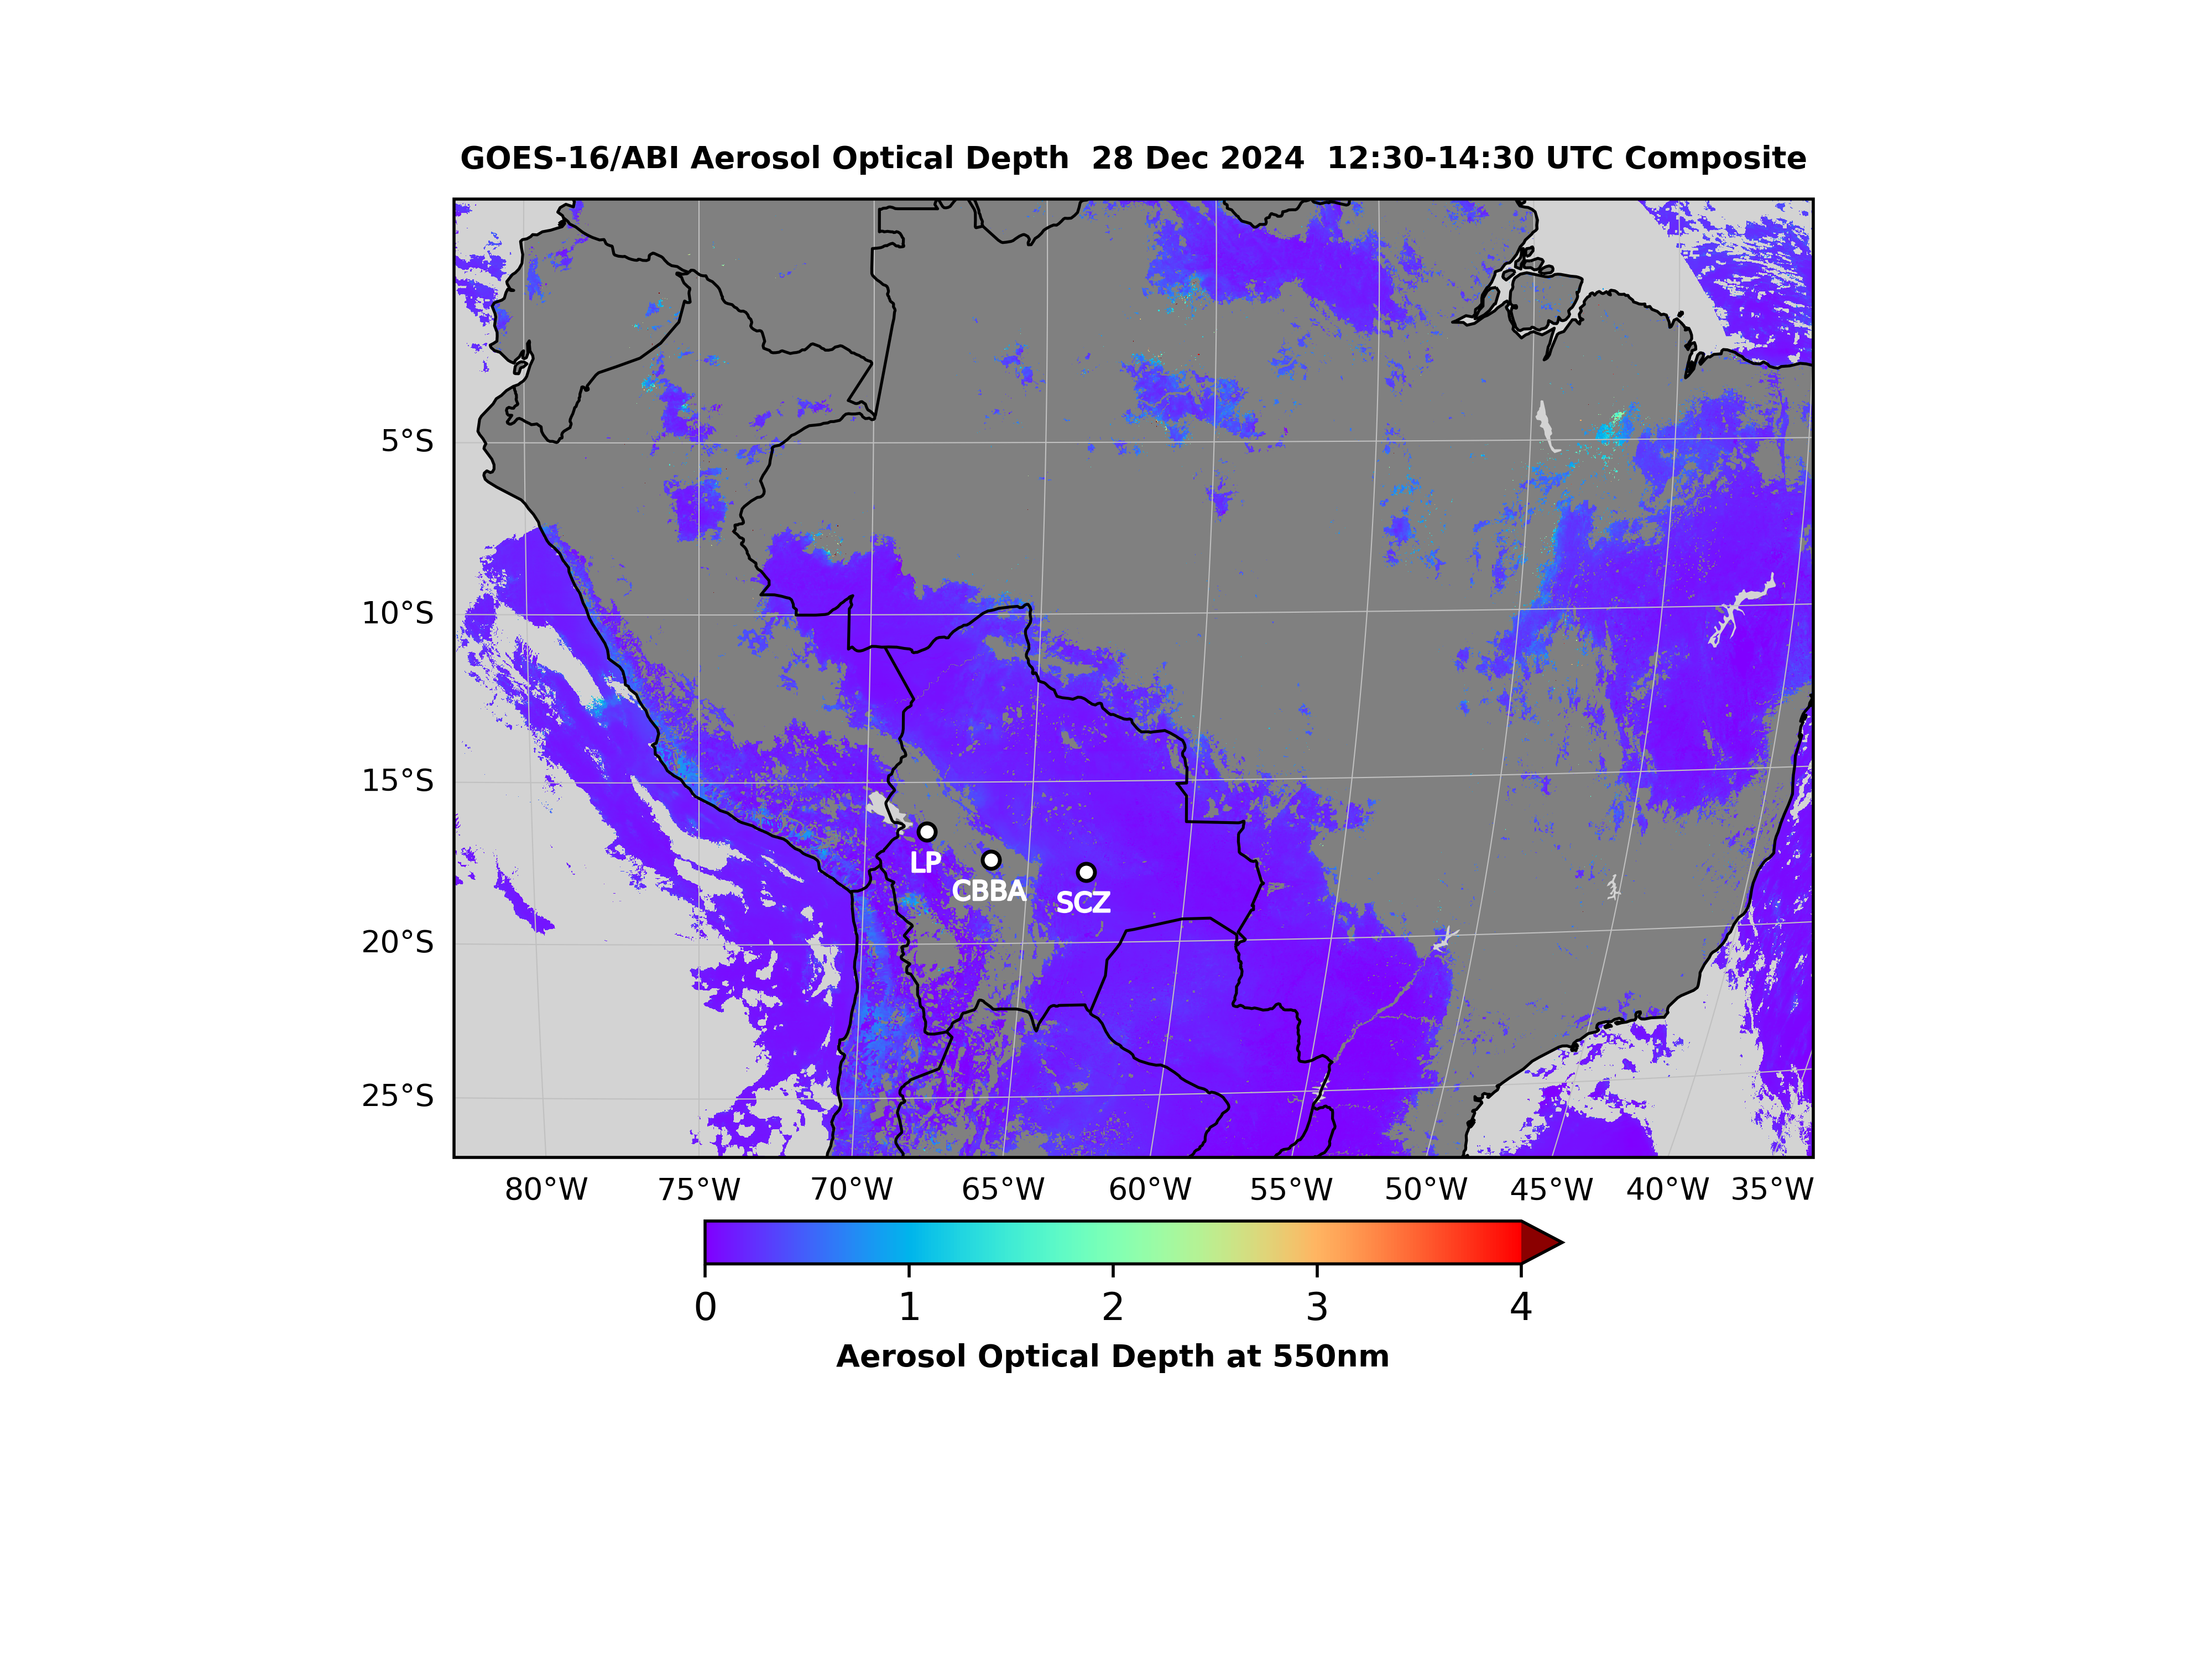 GOES-16/ABI Aerosol Optical Depth  28 Dec 2024  12:30-14:30 UTC Composite
5°S
10°S
15°S
20°S
25°S
LP
CBBA
SCZ
80°W 75°W 70°W 65°W 60°W 55°W 50°W 45°W 40°W 35°W
0 1 2 3 4
Aerosol Optical Depth at 550nm